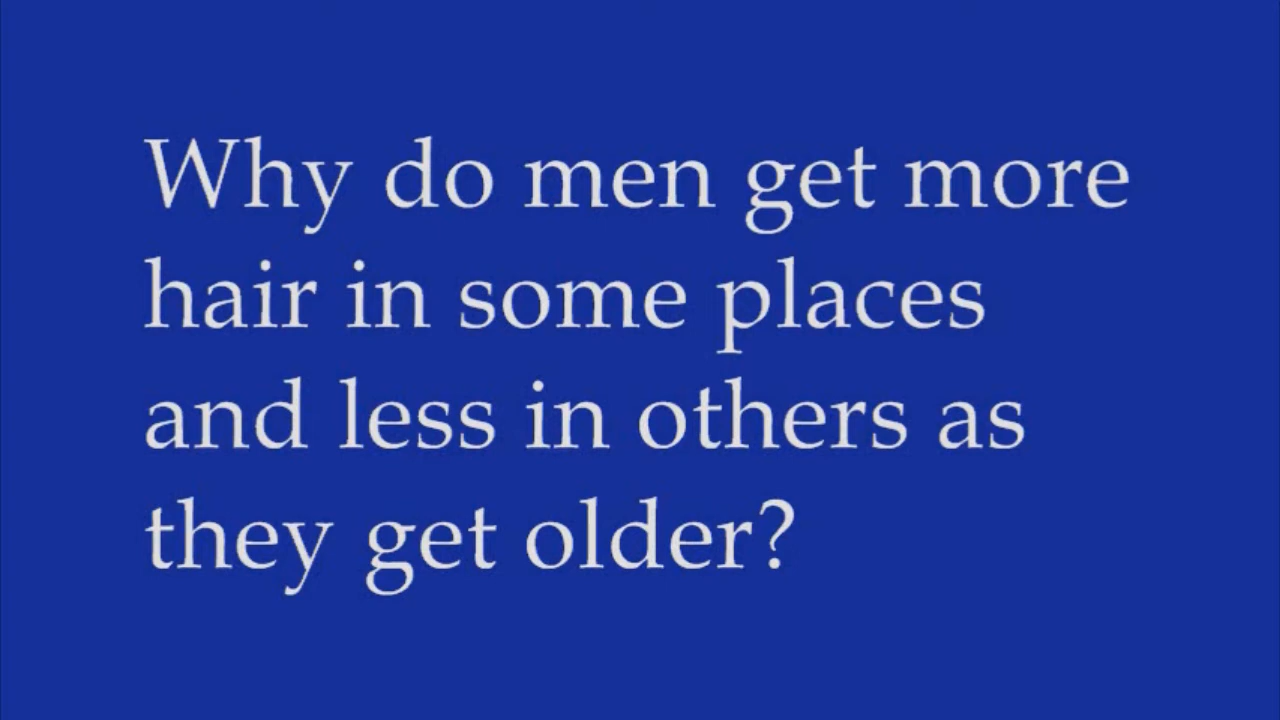 Why do men get more
hair in some places
and less in others as
they get older?